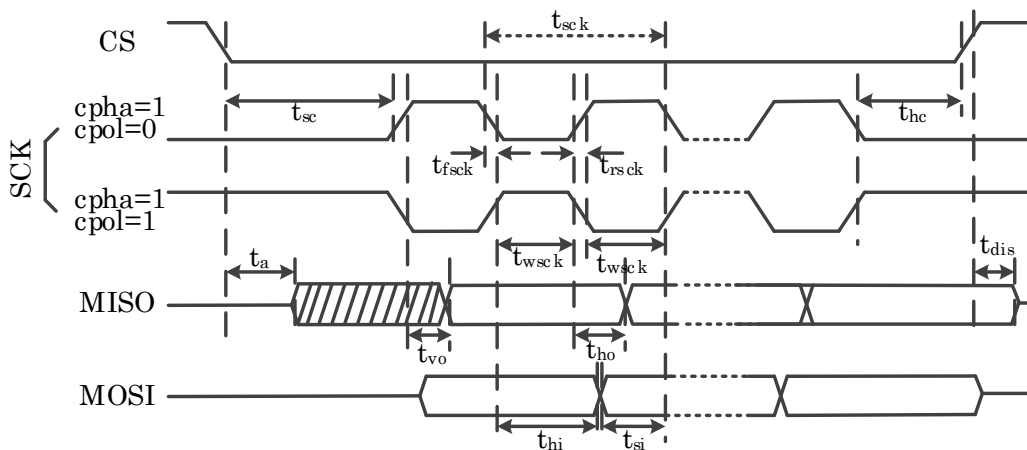 t_sck
CS
cpha=1
cpol=0
t_sc
t_hc
SCK
t_fsck
t_rsck
cpha=1
cpol=1
t_a
t_wsck
t_wsck
t_dis
MISO
t_vo
t_ho
MOSI
t_hi
t_si